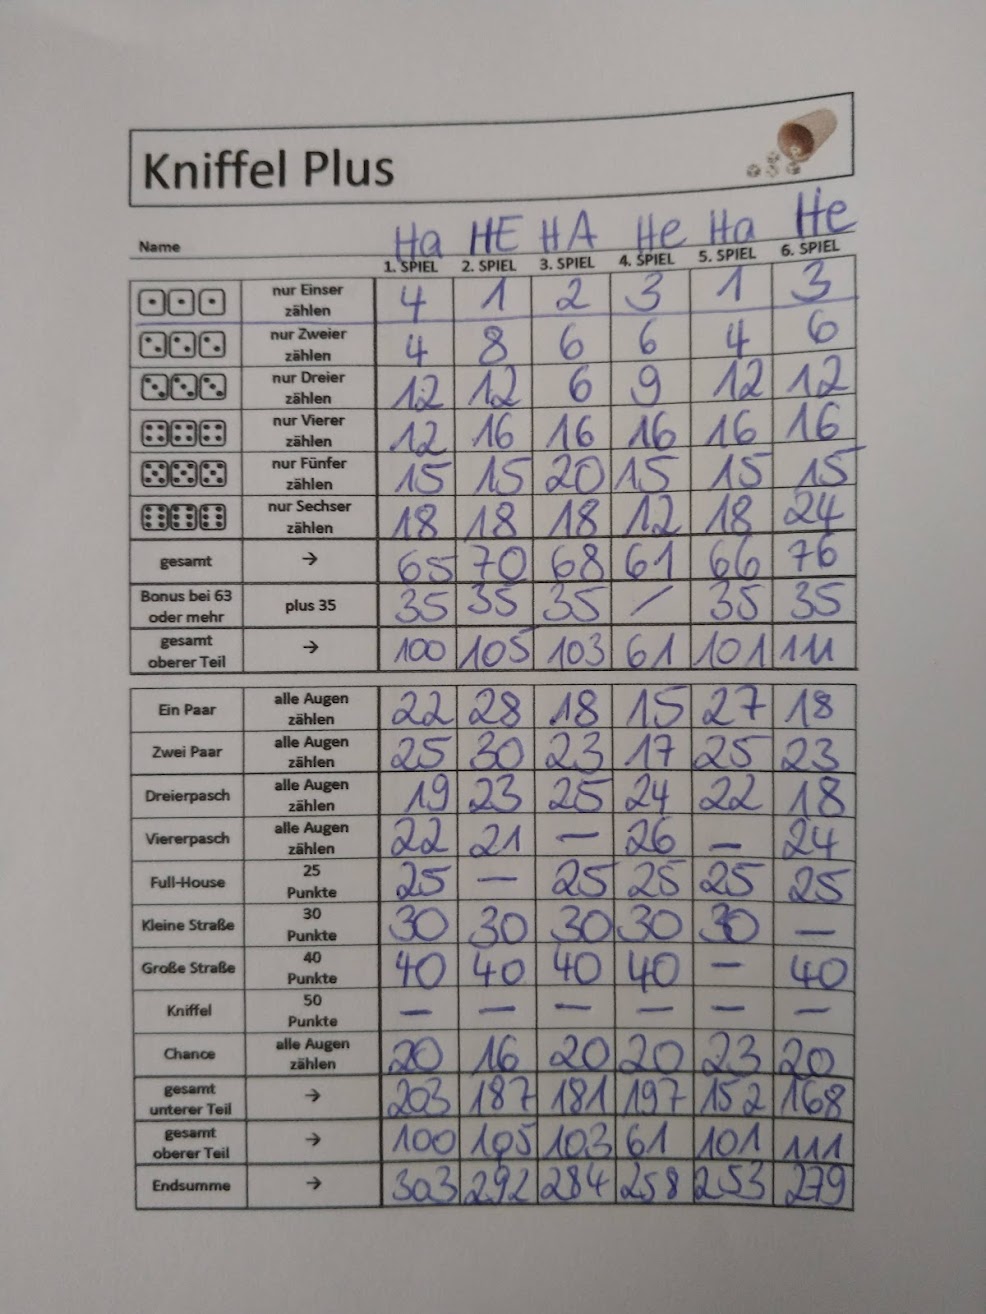 Kniffel Plus
Name Ha HE HA He Ha He
1. SPIEL 2. SPIEL 3. SPIEL 4. SPIEL 5. SPIEL 6. SPIEL
nur Einser zählen 4 1 2 3 1 3
nur Zweier zählen 4 8 6 6 4 6
nur Dreier zählen 12 12 6 9 12 12
nur Vierer zählen 12 16 16 16 16 16
nur Fünfer zählen 15 15 20 15 15 15
nur Sechser zählen 18 18 18 12 18 24
gesamt → 65 70 68 61 66 76
Bonus bei 63 oder mehr plus 35 35 35 35 / 35 35
gesamt oberer Teil → 100 105 103 61 101 111
Ein Paar alle Augen zählen 22 28 18 15 27 18
Zwei Paar alle Augen zählen 25 30 23 17 25 23
Dreierpasch alle Augen zählen 19 23 25 24 22 18
Viererpasch alle Augen zählen 22 21 — 26 — 24
Full-House 25 Punkte 25 — 25 25 25 25
Kleine Straße 30 Punkte 30 30 30 30 30 —
Große Straße 40 Punkte 40 40 40 40 — 40
Kniffel 50 Punkte — — — — — —
Chance alle Augen zählen 20 16 20 20 23 20
gesamt unterer Teil → 203 187 181 197 152 168
gesamt oberer Teil → 100 105 103 61 101 111
Endsumme → 303 292 284 258 253 279